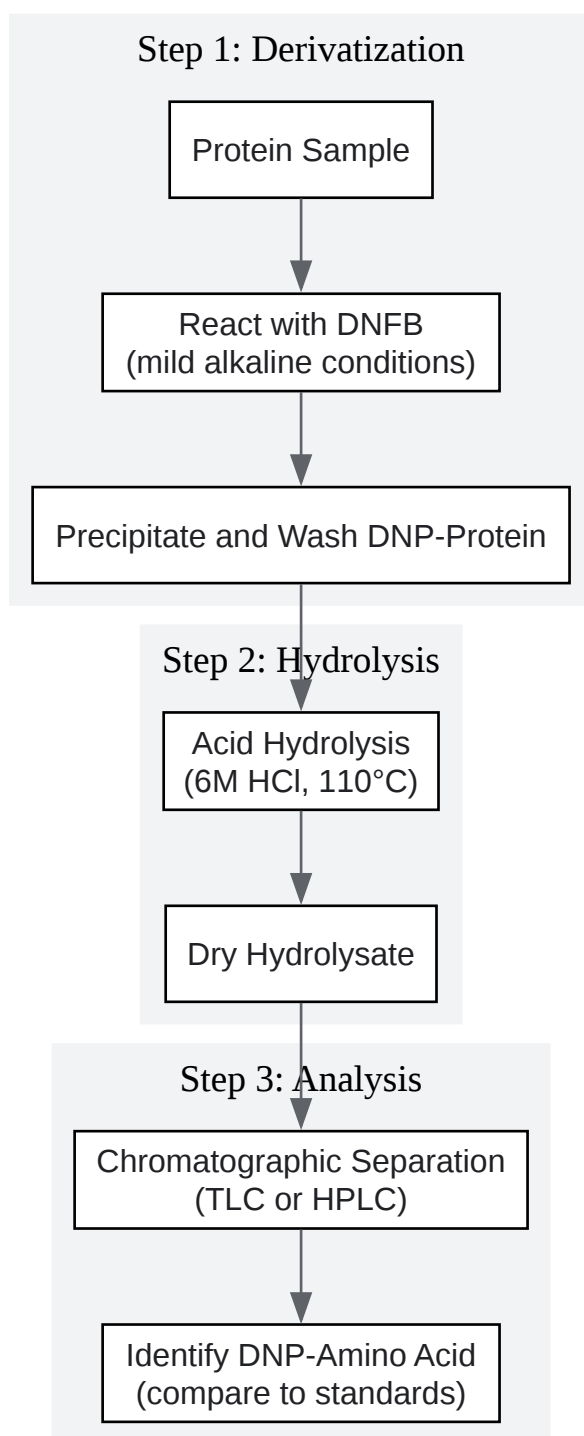 Step 1: Derivatization
Protein Sample
React with DNFB
(mild alkaline conditions)
Precipitate and Wash DNP-Protein
Step 2: Hydrolysis
Acid Hydrolysis
(6M HCl, 110°C)
Dry Hydrolysate
Step 3: Analysis
Chromatographic Separation
(TLC or HPLC)
Identify DNP-Amino Acid
(compare to standards)